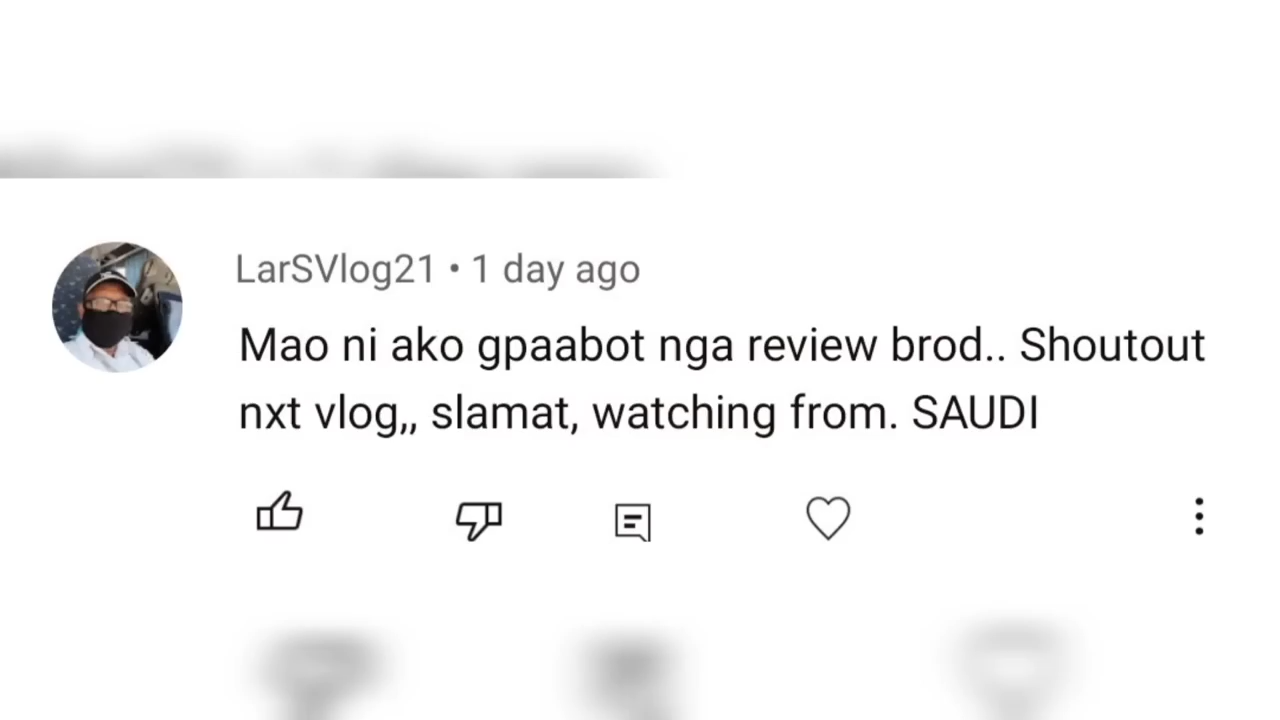 LarSVlog21 • 1 day ago
Mao ni ako gpaabot nga review brod.. Shoutout
nxt vlog,, slamat, watching from. SAUDI